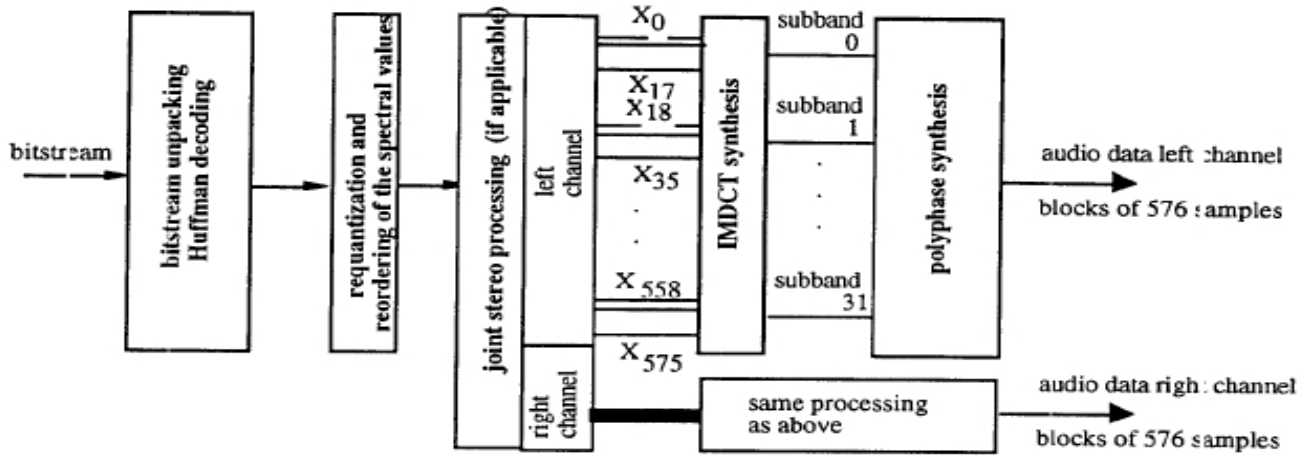 bitstream
bitstream unpacking
Huffman decoding
requantization and
reordering of the spectral values
joint stereo processing (if applicable)
left
channel
right
channel
X0
X17
X18
X35
X558
X575
IMDCT synthesis
subband
0
subband
1
subband
31
polyphase synthesis
audio data left channel
blocks of 576 samples
same processing
as above
audio data right channel
blocks of 576 samples